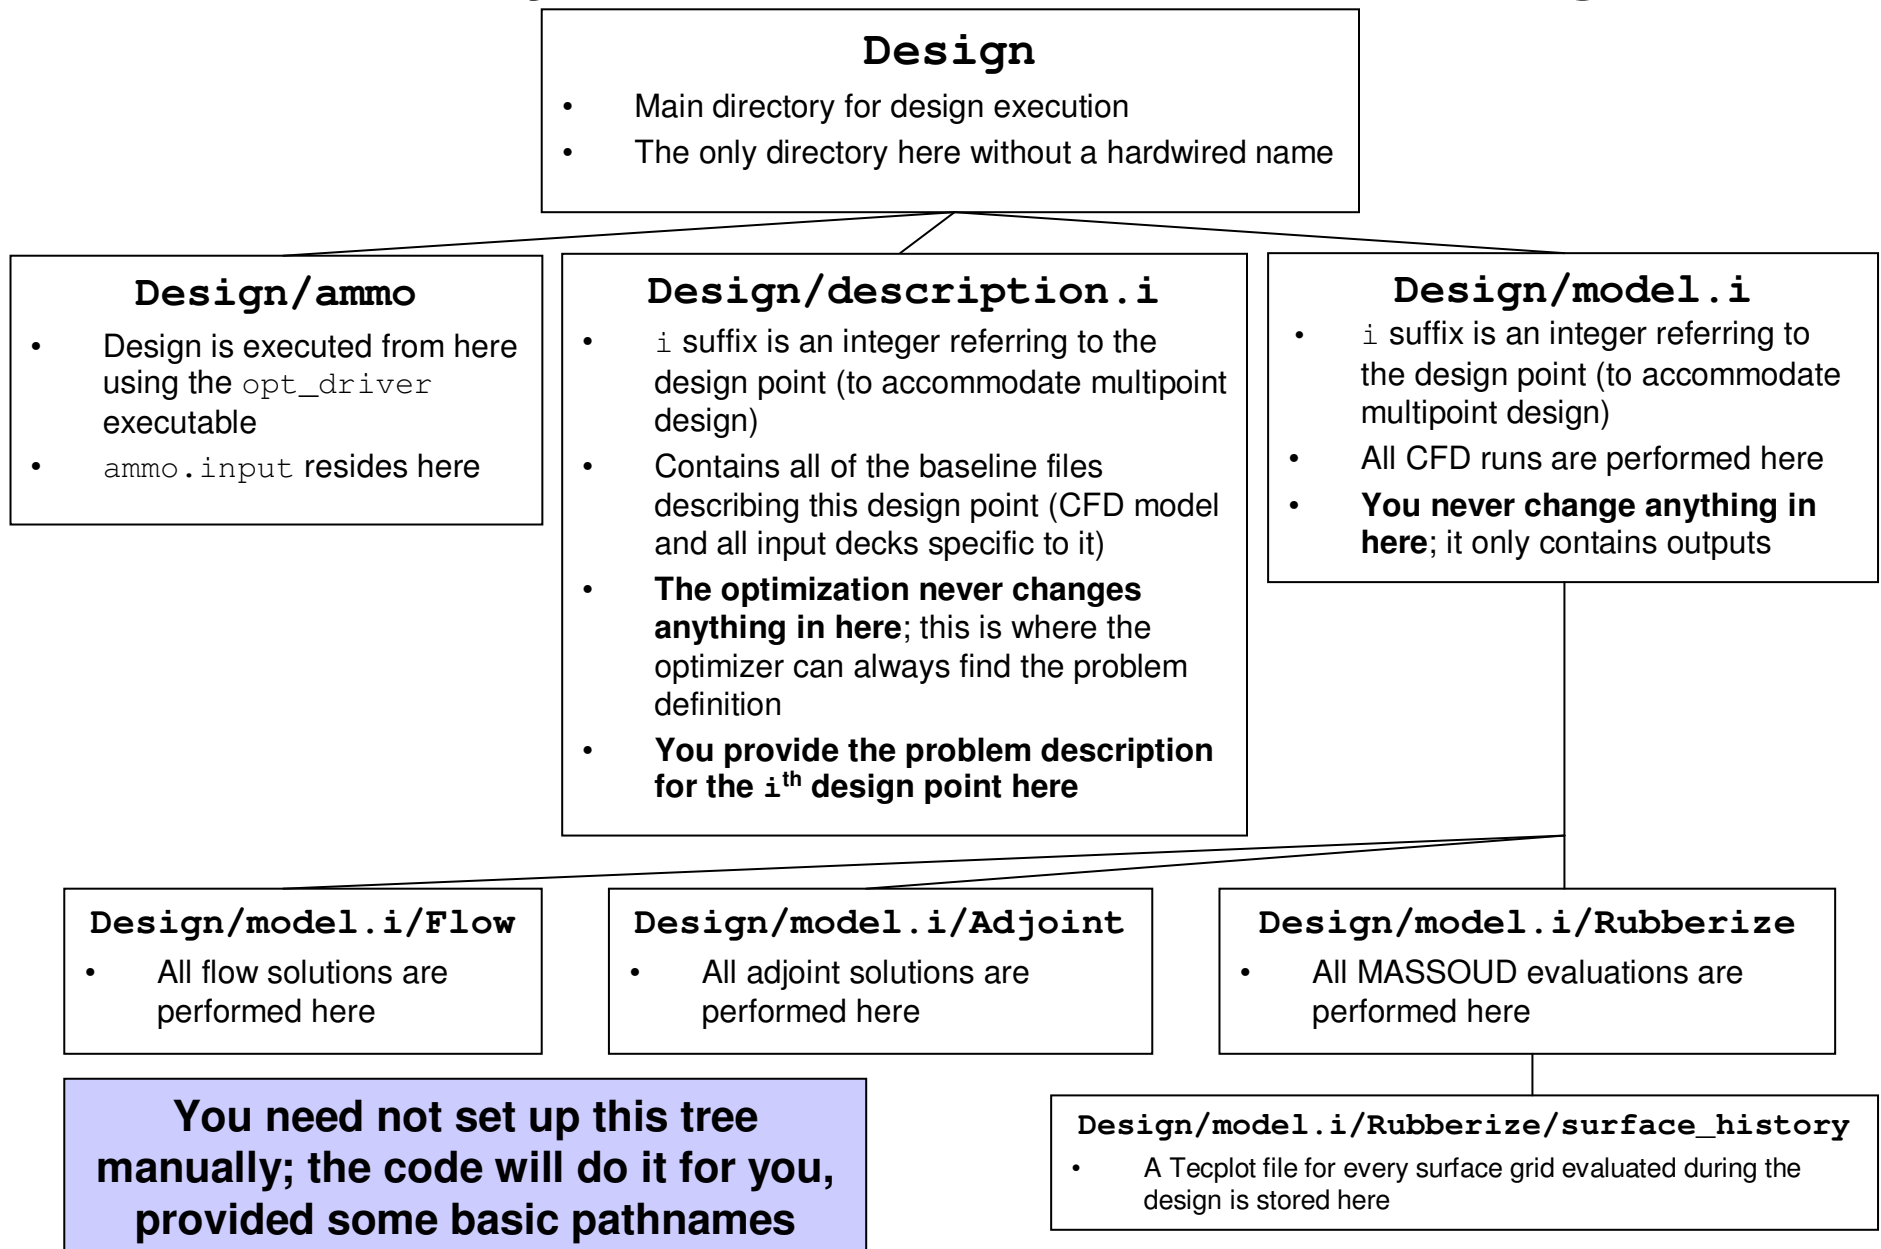 Design
• Main directory for design execution
• The only directory here without a hardwired name
Design/ammo
• Design is executed from here
using the opt_driver
executable
• ammo.input resides here
Design/description.i
• i suffix is an integer referring to the
design point (to accommodate multipoint
design)
• Contains all of the baseline files
describing this design point (CFD model
and all input decks specific to it)
• The optimization never changes
anything in here; this is where the
optimizer can always find the problem
definition
• You provide the problem description
for the ith design point here
Design/model.i
• i suffix is an integer referring to
the design point (to accommodate
multipoint design)
• All CFD runs are performed here
• You never change anything in
here; it only contains outputs
Design/model.i/Flow
• All flow solutions are
performed here
Design/model.i/Adjoint
• All adjoint solutions are
performed here
Design/model.i/Rubberize
• All MASSOUD evaluations are
performed here
You need not set up this tree
manually; the code will do it for you,
provided some basic pathnames
Design/model.i/Rubberize/surface_history
• A Tecplot file for every surface grid evaluated during the
design is stored here